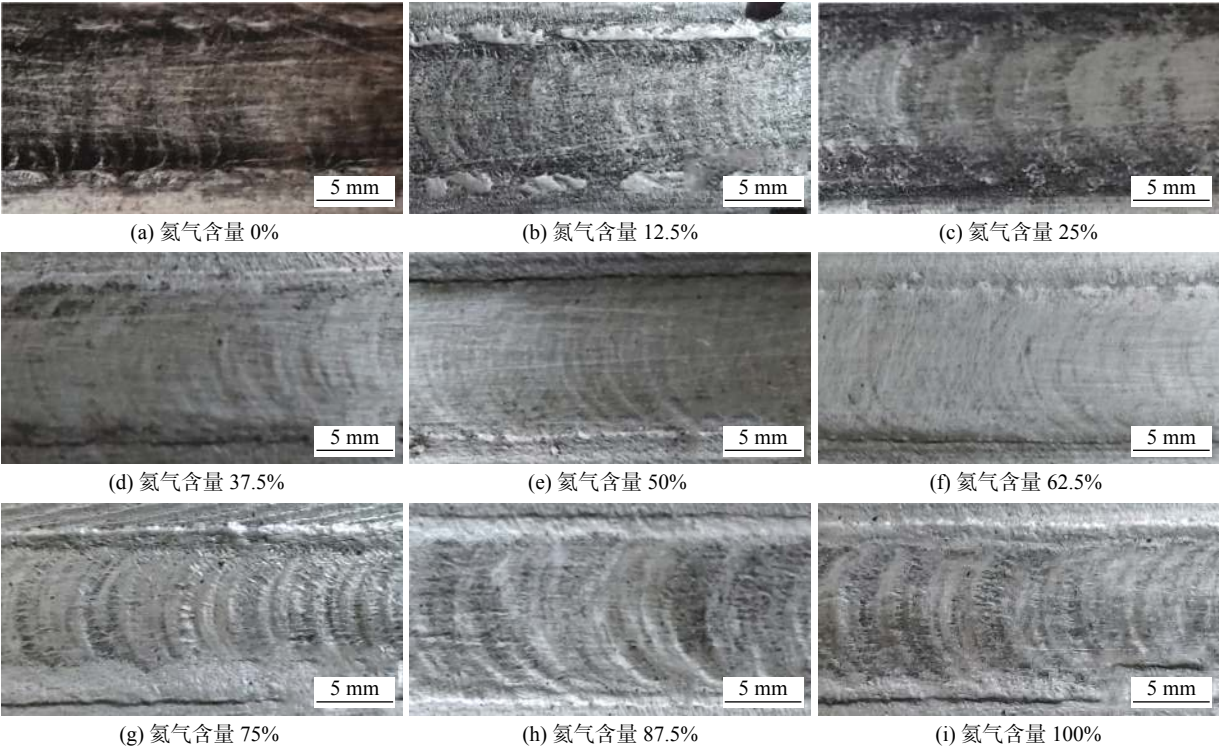 5 mm
5 mm
5 mm
(a) 氦气含量 0%
(b) 氮气含量 12.5%
(c) 氦气含量 25%
5 mm
5 mm
5 mm
(d) 氦气含量 37.5%
(e) 氦气含量 50%
(f) 氦气含量 62.5%
5 mm
5 mm
5 mm
(g) 氦气含量 75%
(h) 氦气含量 87.5%
(i) 氦气含量 100%